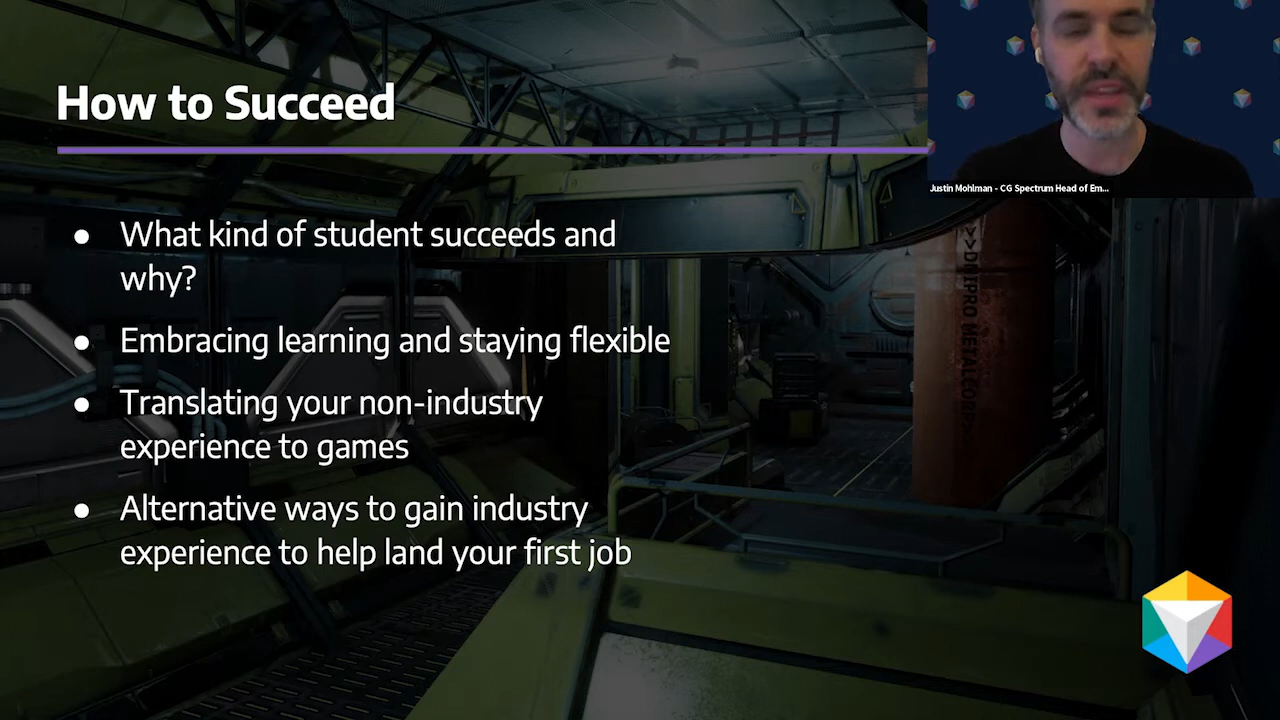 How to Succeed
Justin Mohlman - CG Spectrum Head of Em...
● What kind of student succeeds and
why?
● Embracing learning and staying flexible
● Translating your non-industry
experience to games
● Alternative ways to gain industry
experience to help land your first job